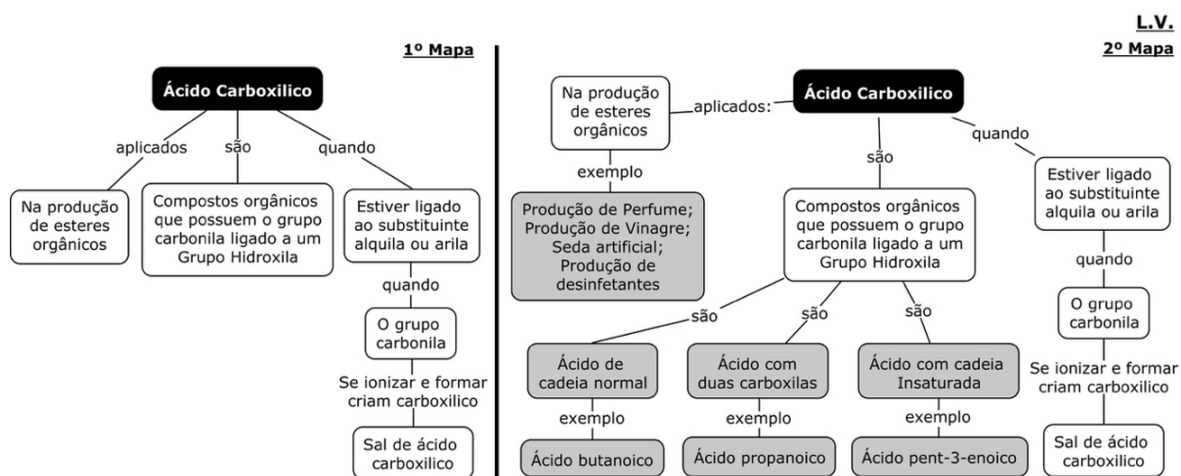 L.V.
1º Mapa
Ácido Carboxilico
aplicados
são
quando
Na produção
de esteres
orgânicos
Compostos orgânicos
que possuem o grupo
carbonila ligado a um
Grupo Hidroxila
Estiver ligado
ao substituinte
alquila ou arila
quando
O grupo
carbonila
Se ionizar e formar
criam carboxilico
Sal de ácido
carboxilico
2º Mapa
Ácido Carboxilico
aplicados:
Na produção
de esteres
orgânicos
exemplo
Produção de Perfume;
Produção de Vinagre;
Seda artificial;
Produção de
desinfetantes
são
Compostos orgânicos
que possuem o grupo
carbonila ligado a um
Grupo Hidroxila
são
são
são
Ácido de
cadeia normal
exemplo
Ácido butanoico
Ácido com
duas carboxilas
exemplo
Ácido propanoico
Ácido com cadeia
Insaturada
exemplo
Ácido pent-3-enoico
quando
Estiver ligado
ao substituinte
alquila ou arila
quando
O grupo
carbonila
Se ionizar e formar
criam carboxilico
Sal de ácido
carboxilico